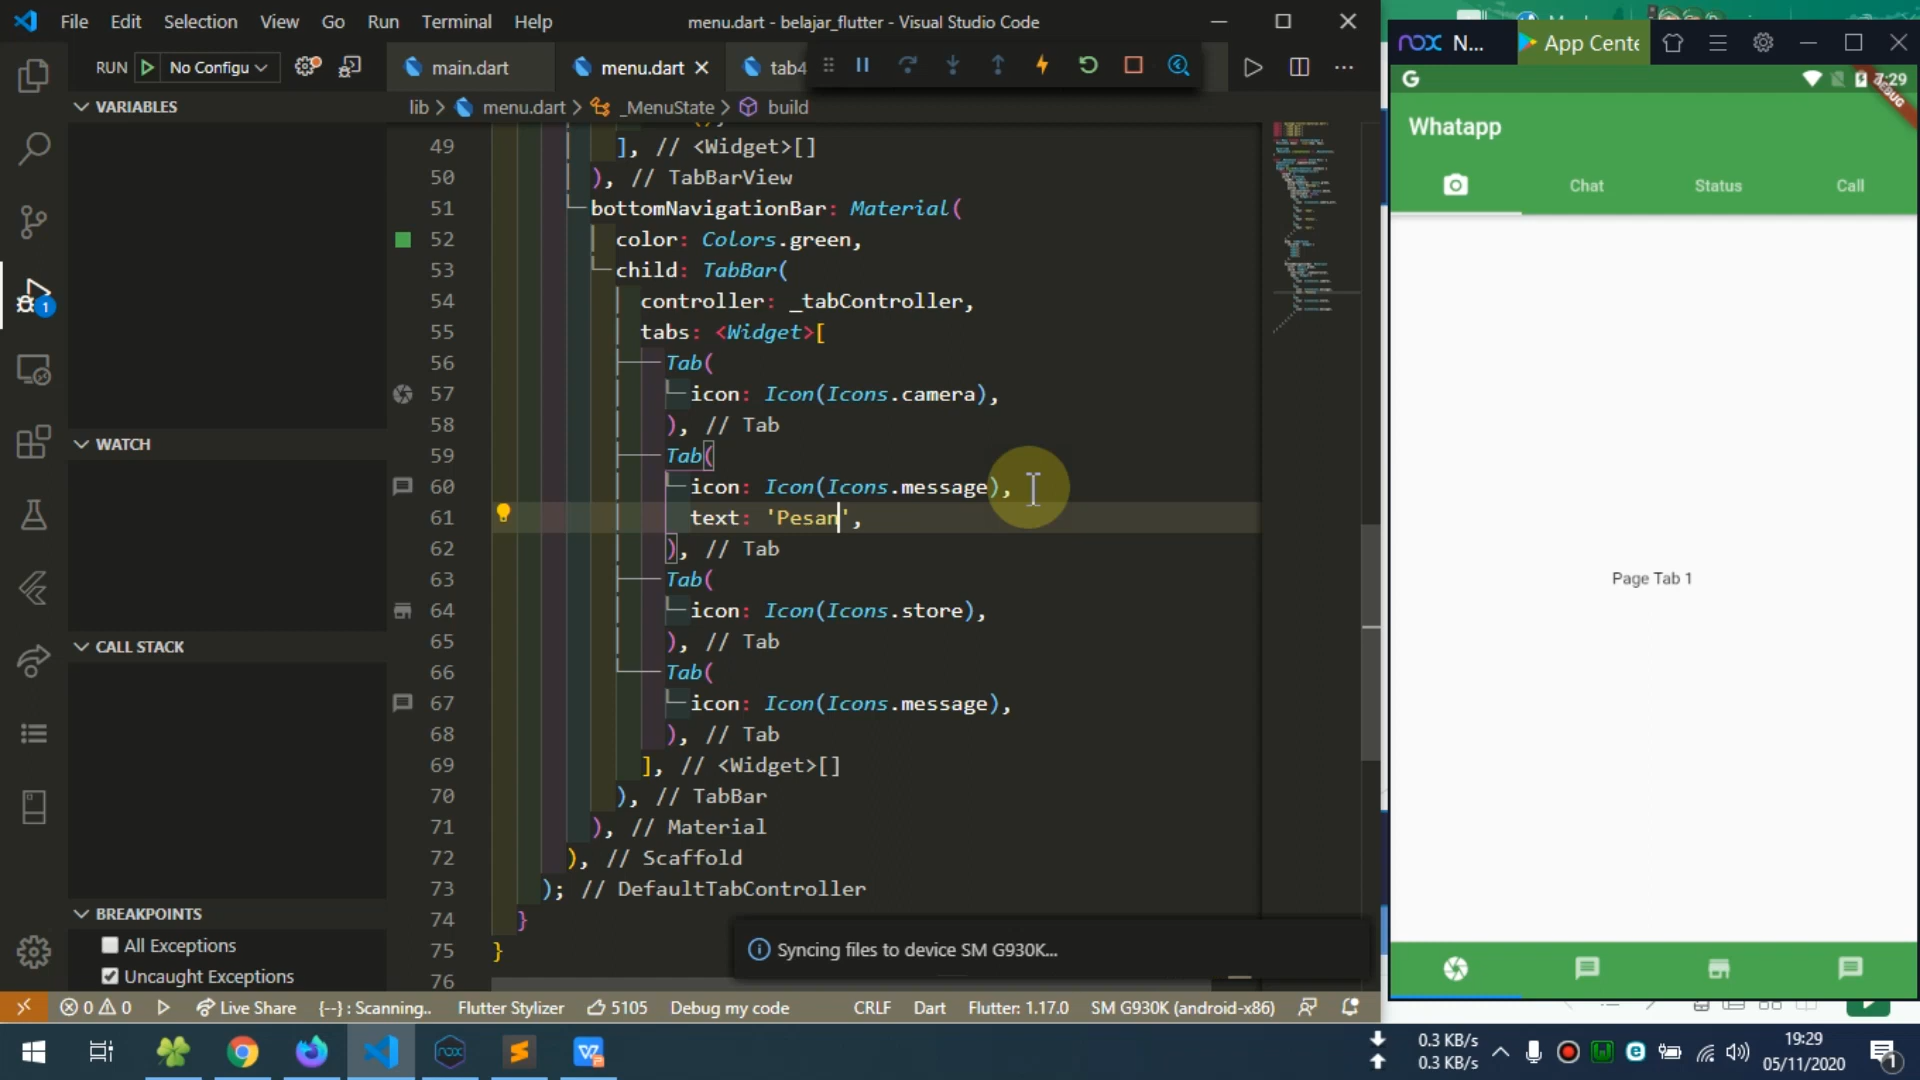 File Edit Selection View Go Run Terminal Help
menu.dart - belajar_flutter - Visual Studio Code
RUN No Configu
main.dart menu.dart tab4
lib > menu.dart > _MenuState > build
VARIABLES
WATCH
CALL STACK
BREAKPOINTS
All Exceptions
Uncaught Exceptions
1
49 ], // <Widget>[]
50 ), // TabBarView
51 bottomNavigationBar: Material(
52 color: Colors.green,
53 child: TabBar(
54 controller: _tabController,
55 tabs: <Widget>[
56 Tab(
57 icon: Icon(Icons.camera),
58 ), // Tab
59 Tab(
60 icon: Icon(Icons.message),
61 text: 'Pesan',
62 ), // Tab
63 Tab(
64 icon: Icon(Icons.store),
65 ), // Tab
66 Tab(
67 icon: Icon(Icons.message),
68 ), // Tab
69 ], // <Widget>[]
70 ), // TabBar
71 ), // Material
72 ), // Scaffold
73 ); // DefaultTabController
74 }
75 }
76
Syncing files to device SM G930K...
0 0 Live Share {--} : Scanning.. Flutter Stylizer 5105 Debug my code CRLF Dart Flutter: 1.17.0 SM G930K (android-x86)
nox N... App Cente
G 7:29
DEBUG
Whatapp
Chat Status Call
Page Tab 1
nox
0.3 KB/s
0.3 KB/s
19:29
05/11/2020
1